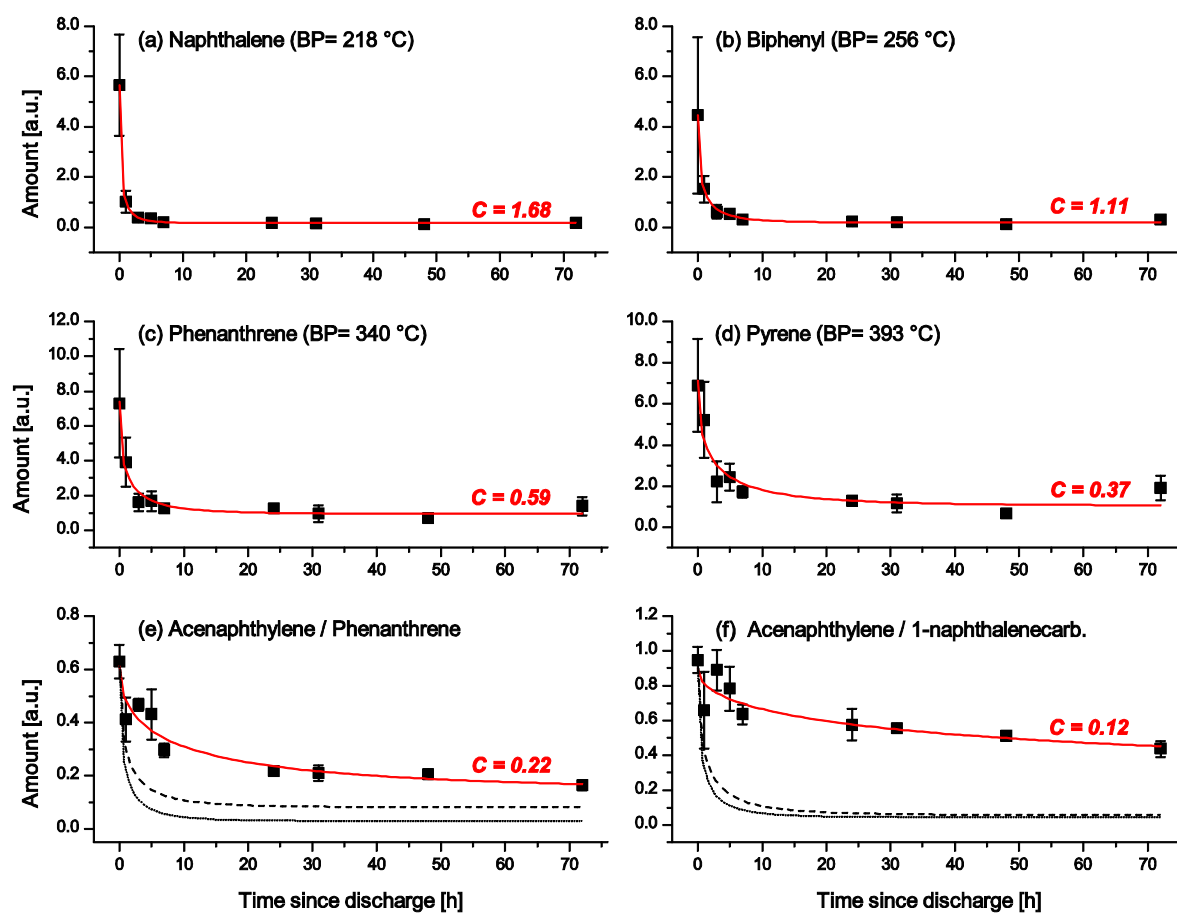 (a) Naphthalene (BP= 218 °C)
Amount [a.u.]
8.0
6.0
4.0
2.0
0.0
C = 1.68
0 10 20 30 40 50 60 70
(b) Biphenyl (BP= 256 °C)
8.0
6.0
4.0
2.0
0.0
C = 1.11
0 10 20 30 40 50 60 70
(c) Phenanthrene (BP= 340 °C)
Amount [a.u.]
12.0
10.0
8.0
6.0
4.0
2.0
0.0
C = 0.59
0 10 20 30 40 50 60 70
(d) Pyrene (BP= 393 °C)
10.0
8.0
6.0
4.0
2.0
0.0
C = 0.37
0 10 20 30 40 50 60 70
(e) Acenaphthylene / Phenanthrene
Amount [a.u.]
0.8
0.6
0.4
0.2
0.0
C = 0.22
0 10 20 30 40 50 60 70
Time since discharge [h]
(f) Acenaphthylene / 1-naphthalenecarb.
1.2
1.0
0.8
0.6
0.4
0.2
0.0
C = 0.12
0 10 20 30 40 50 60 70
Time since discharge [h]